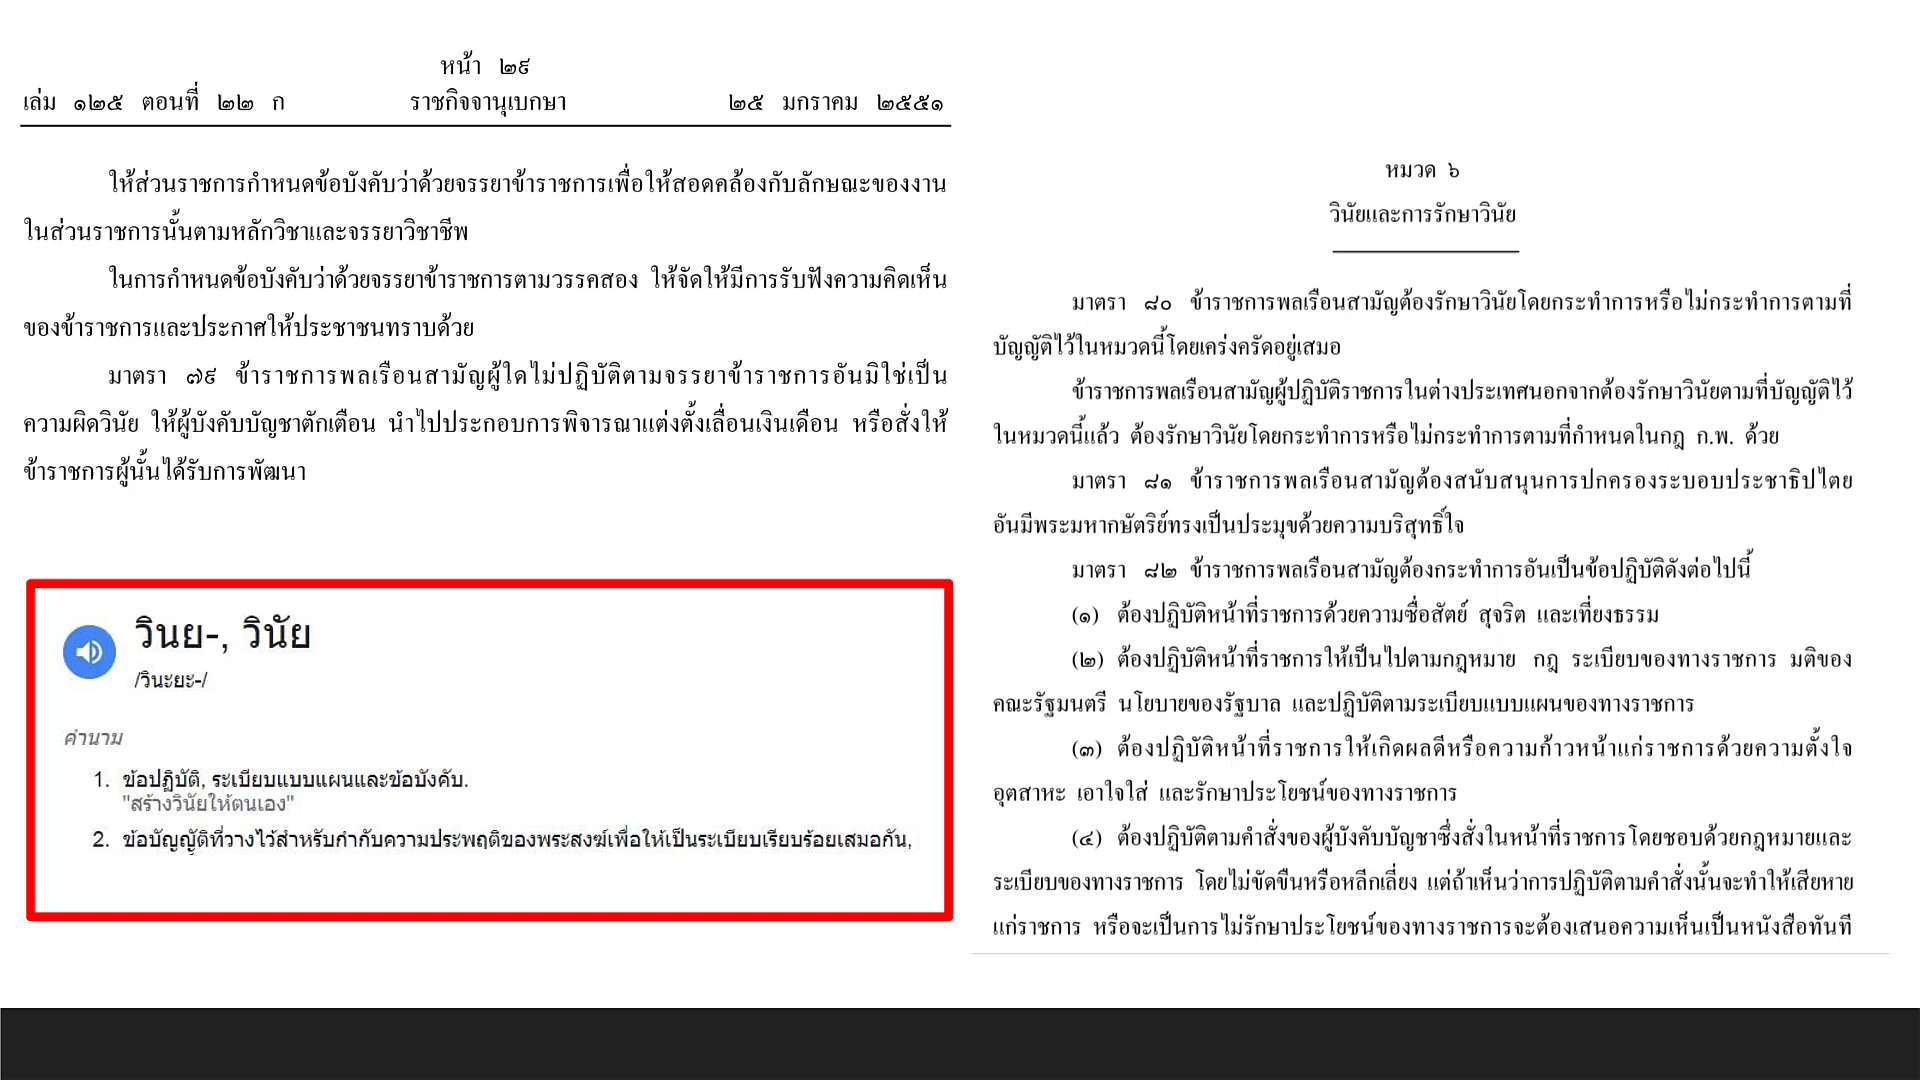 หน้า ๒๙
เล่ม ๑๒๕ ตอนที่ ๒๒ ก ราชกิจจานุเบกษา ๒๕ มกราคม ๒๕๕๑
ให้ส่วนราชการกำหนดข้อบังคับว่าด้วยจรรยาข้าราชการเพื่อให้สอดคล้องกับลักษณะของงาน
ในส่วนราชการนั้นตามหลักวิชาและจรรยาวิชาชีพ
ในการกำหนดข้อบังคับว่าด้วยจรรยาข้าราชการตามวรรคสอง ให้จัดให้มีการรับฟังความคิดเห็น
ของข้าราชการและประกาศให้ประชาชนทราบด้วย
มาตรา ๗๙ ข้าราชการพลเรือนสามัญผู้ใดไม่ปฏิบัติตามจรรยาข้าราชการอันมิใช่เป็น
ความผิดวินัย ให้ผู้บังคับบัญชาตักเตือน นำไปประกอบการพิจารณาแต่งตั้งเลื่อนเงินเดือน หรือสั่งให้
ข้าราชการผู้นั้นได้รับการพัฒนา
วินย-, วินัย
/วินะยะ-/
คำนาม
1. ข้อปฏิบัติ, ระเบียบแบบแผนและข้อบังคับ.
"สร้างวินัยให้ตนเอง"
2. ข้อบัญญัติที่วางไว้สำหรับกำกับความประพฤติของพระสงฆ์เพื่อให้เป็นระเบียบเรียบร้อยเสมอกัน,
หมวด ๖
วินัยและการรักษาวินัย
มาตรา ๘๐ ข้าราชการพลเรือนสามัญต้องรักษาวินัยโดยกระทำการหรือไม่กระทำการตามที่
บัญญัติไว้ในหมวดนี้โดยเคร่งครัดอยู่เสมอ
ข้าราชการพลเรือนสามัญผู้ปฏิบัติราชการในต่างประเทศนอกจากต้องรักษาวินัยตามที่บัญญัติไว้
ในหมวดนี้แล้ว ต้องรักษาวินัยโดยกระทำการหรือไม่กระทำการตามที่กำหนดในกฎ ก.พ. ด้วย
มาตรา ๘๑ ข้าราชการพลเรือนสามัญต้องสนับสนุนการปกครองระบอบประชาธิปไตย
อันมีพระมหากษัตริย์ทรงเป็นประมุขด้วยความบริสุทธิ์ใจ
มาตรา ๘๒ ข้าราชการพลเรือนสามัญต้องกระทำการอันเป็นข้อปฏิบัติดังต่อไปนี้
(๑) ต้องปฏิบัติหน้าที่ราชการด้วยความซื่อสัตย์ สุจริต และเที่ยงธรรม
(๒) ต้องปฏิบัติหน้าที่ราชการให้เป็นไปตามกฎหมาย กฎ ระเบียบของทางราชการ มติของ
คณะรัฐมนตรี นโยบายของรัฐบาล และปฏิบัติตามระเบียบแบบแผนของทางราชการ
(๓) ต้องปฏิบัติหน้าที่ราชการให้เกิดผลดีหรือความก้าวหน้าแก่ราชการด้วยความตั้งใจ
อุตสาหะ เอาใจใส่ และรักษาประโยชน์ของทางราชการ
(๔) ต้องปฏิบัติตามคำสั่งของผู้บังคับบัญชาซึ่งสั่งในหน้าที่ราชการโดยชอบด้วยกฎหมายและ
ระเบียบของทางราชการ โดยไม่ขัดขืนหรือหลีกเลี่ยง แต่ถ้าเห็นว่าการปฏิบัติตามคำสั่งนั้นจะทำให้เสียหาย
แก่ราชการ หรือจะเป็นการไม่รักษาประโยชน์ของทางราชการจะต้องเสนอความเห็นเป็นหนังสือทันที